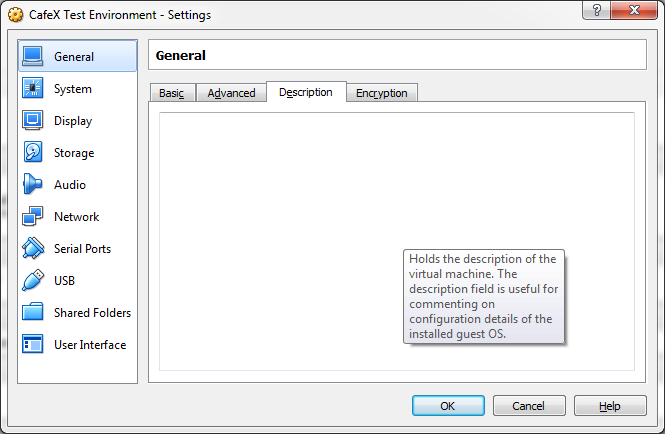 CafeX Test Environment - Settings
?
General
System
Display
Storage
Audio
Network
Serial Ports
USB
Shared Folders
User Interface
General
Basic Advanced Description Encryption
Holds the description of the
virtual machine. The
description field is useful for
commenting on
configuration details of the
installed guest OS.
OK Cancel Help